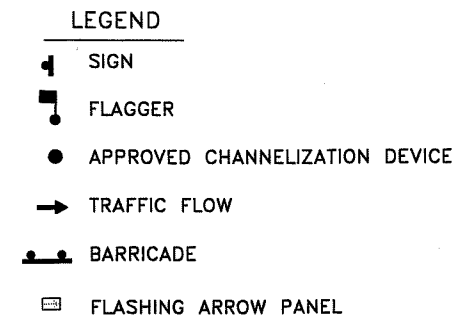 LEGEND
SIGN
FLAGGER
APPROVED CHANNELIZATION DEVICE
TRAFFIC FLOW
BARRICADE
FLASHING ARROW PANEL